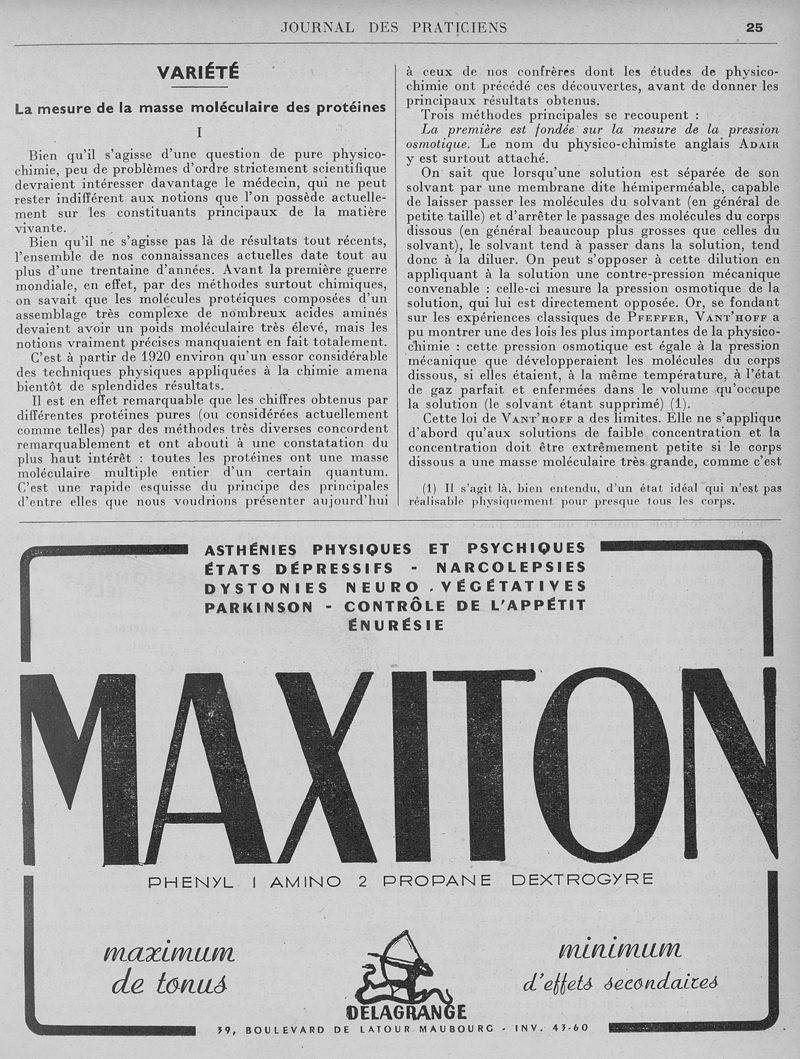 JOURNAL DES PRATICIENS 25
VARIÉTÉ
La mesure de la masse moléculaire des protéines
I
Bien qu'il s'agisse d'une question de pure physico-
chimie, peu de problèmes d'ordre strictement scientifique
devraient intéresser davantage le médecin, qui ne peut
rester indifférent aux notions que l'on possède actuelle-
ment sur les constituants principaux de la matière
vivante.
Bien qu'il ne s'agisse pas là de résultats tout récents,
l'ensemble de nos connaissances actuelles date tout au
plus d'une trentaine d'années. Avant la première guerre
mondiale, en effet, par des méthodes surtout chimiques,
on savait que les molécules protéiques composées d'un
assemblage très complexe de nombreux acides aminés
devaient avoir un poids moléculaire très élevé, mais les
notions vraiment précises manquaient en fait totalement.
C'est à partir de 1920 environ qu'un essor considérable
des techniques physiques appliquées à la chimie amena
bientôt de splendides résultats.
Il est en effet remarquable que les chiffres obtenus par
différentes protéines pures (ou considérées actuellement
comme telles) par des méthodes très diverses concordent
remarquablement et ont abouti à une constatation du
plus haut intérêt : toutes les protéines ont une masse
moléculaire multiple entier d'un certain quantum.
C'est une rapide esquisse du principe des principales
d'entre elles que nous voudrions présenter aujourd'hui
à ceux de nos confrères dont les études de physico-
chimie ont précédé ces découvertes, avant de donner les
principaux résultats obtenus.
Trois méthodes principales se recoupent :
La première est fondée sur la mesure de la pression
osmotique. Le nom du physico-chimiste anglais ADAIR
y est surtout attaché.
On sait que lorsqu'une solution est séparée de son
solvant par une membrane dite hémiperméable, capable
de laisser passer les molécules du solvant (en général de
petite taille) et d'arrêter le passage des molécules du corps
dissous (en général beaucoup plus grosses que celles du
solvant), le solvant tend à passer dans la solution, tend
donc à la diluer. On peut s'opposer à cette dilution en
appliquant à la solution une contre-pression mécanique
convenable : celle-ci mesure la pression osmotique de la
solution, qui lui est directement opposée. Or, se fondant
sur les expériences classiques de PFEFFER, VANT'HOFF a
pu montrer une des lois les plus importantes de la physico-
chimie : cette pression osmotique est égale à la pression
mécanique que développeraient les molécules du corps
dissous, si elles étaient, à la même température, à l'état
de gaz parfait et enfermées dans le volume qu'occupe
la solution (le solvant étant supprimé) (1).
Cette loi de VANT'HOFF a des limites. Elle ne s'applique
d'abord qu'aux solutions de faible concentration et la
concentration doit être extrêmement petite si le corps
dissous a une masse moléculaire très grande, comme c'est
(1) Il s'agit là, bien entendu, d'un état idéal qui n'est pas
réalisable physiquement pour presque tous les corps.
ASTHÉNIES PHYSIQUES ET PSYCHIQUES
ÉTATS DÉPRESSIFS - NARCOLEPSIES
DYSTONIES NEURO-VÉGÉTATIVES
PARKINSON - CONTRÔLE DE L'APPÉTIT
ÉNURÉSIE
MAXITON
PHENYL 1 AMINO 2 PROPANE DEXTROGYRE
maximum
de tonus
minimum
d'effets secondaires
DELAGRANGE
39, BOULEVARD DE LATOUR MAUBOURG - INV. 43-60